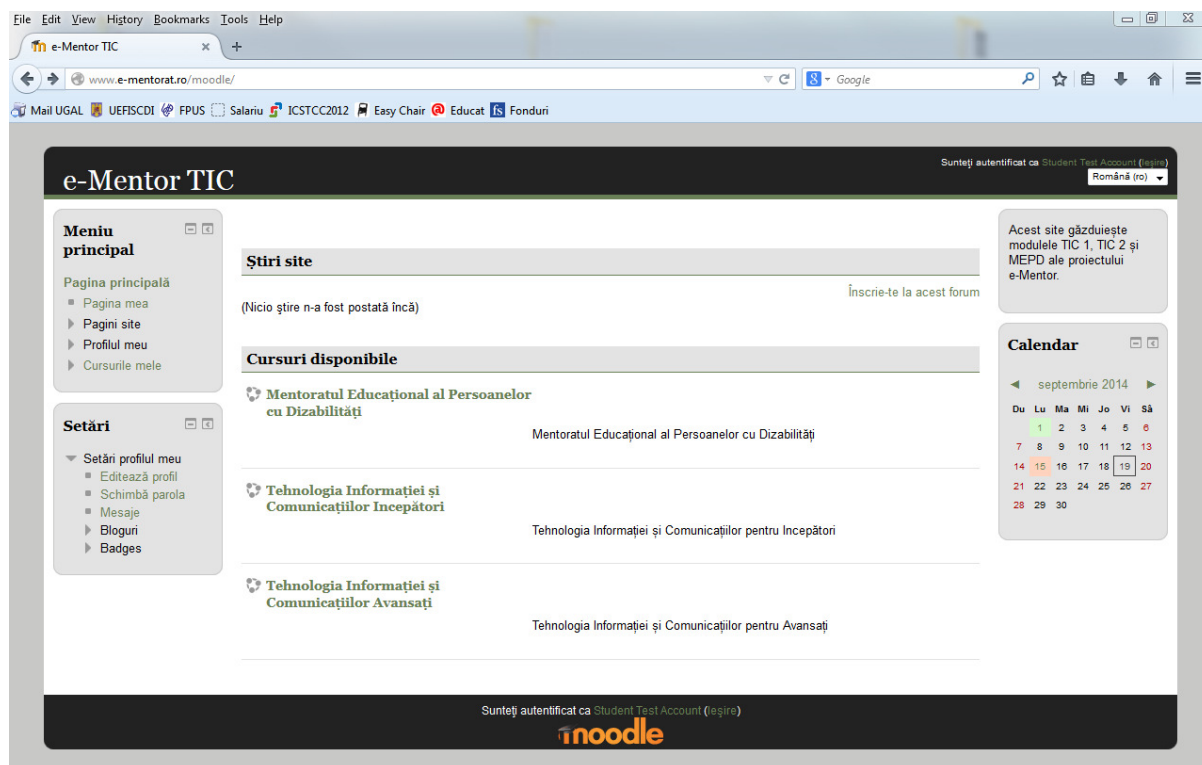 File Edit View History Bookmarks Tools Help
e-Mentor TIC
www.e-mentorat.ro/moodle/
Google
Mail UGAL UEFISCDI FPUS Salariu ICSTCC2012 Easy Chair Educat fs Fonduri
Sunteți autentificat ca Student Test Account (Ieșire)
Română (ro)
e-Mentor TIC
Meniu
principal
Pagina principală
Pagina mea
Pagini site
Profilul meu
Cursurile mele
Setări
Setări profilul meu
Editează profil
Schimbă parola
Mesaje
Bloguri
Badges
Știri site
Înscrie-te la acest forum
(Nicio ştire n-a fost postată încă)
Cursuri disponibile
Mentoratul Educațional al Persoanelor
cu Dizabilități
Mentoratul Educațional al Persoanelor cu Dizabilități
Tehnologia Informației și
Comunicațiilor Incepători
Tehnologia Informației și Comunicațiilor pentru Incepători
Tehnologia Informației și
Comunicațiilor Avansați
Tehnologia Informației și Comunicațiilor pentru Avansați
Acest site găzduiește
modulele TIC 1, TIC 2 și
MEPD ale proiectului
e-Mentor.
Calendar
septembrie 2014
Du Lu Ma Mi Jo Vi Sâ
1 2 3 4 5 6
7 8 9 10 11 12 13
14 15 16 17 18 19 20
21 22 23 24 25 26 27
28 29 30
Sunteți autentificat ca Student Test Account (Ieșire)
moodle